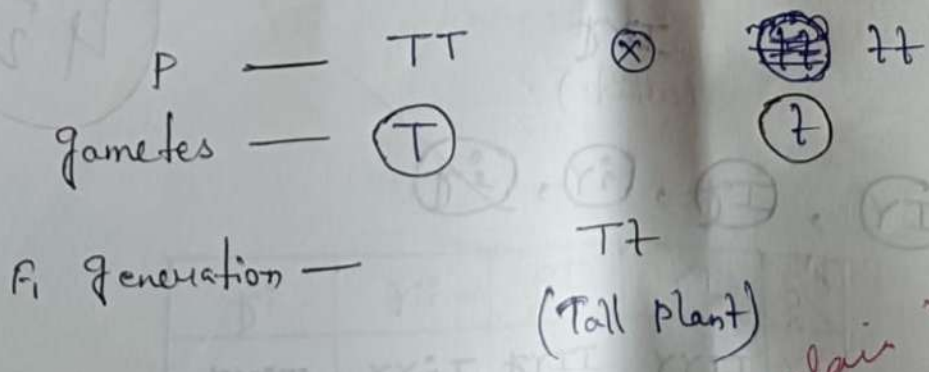 P — TT ⊗ tt
gametes — T t
F₁ generation — Tt
(Tall plant)